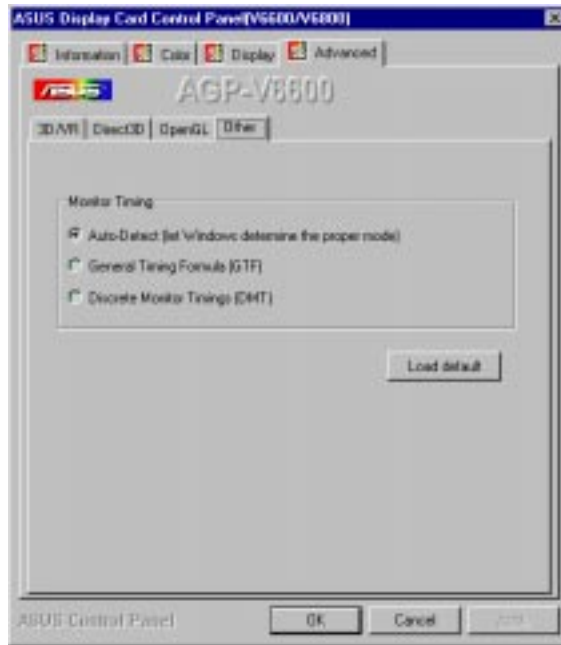 ASUS Display Card Control Panel(V6600/V6800)
Information Color Display Advanced
ASUS AGP-V6600
3D/VR Direct3D OpenGL Other
Monitor Timing
Auto-Detect (let Windows determine the proper mode)
General Timing Formula (GTF)
Discrete Monitor Timings (DMT)
Load default
ASUS Control Panel OK Cancel Apply